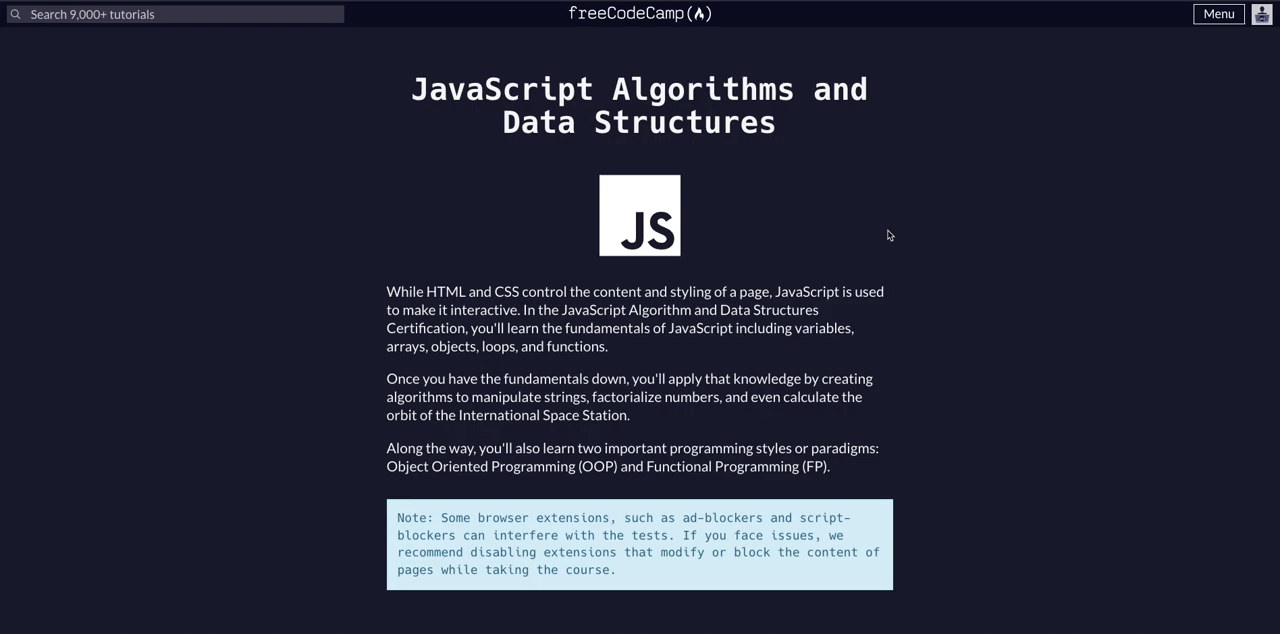 Search 9,000+ tutorials
freeCodeCamp(🔥)
Menu
JavaScript Algorithms and
Data Structures
JS
While HTML and CSS control the content and styling of a page, JavaScript is used
to make it interactive. In the JavaScript Algorithm and Data Structures
Certification, you'll learn the fundamentals of JavaScript including variables,
arrays, objects, loops, and functions.
Once you have the fundamentals down, you'll apply that knowledge by creating
algorithms to manipulate strings, factorialize numbers, and even calculate the
orbit of the International Space Station.
Along the way, you'll also learn two important programming styles or paradigms:
Object Oriented Programming (OOP) and Functional Programming (FP).
Note: Some browser extensions, such as ad-blockers and script-
blockers can interfere with the tests. If you face issues, we
recommend disabling extensions that modify or block the content of
pages while taking the course.